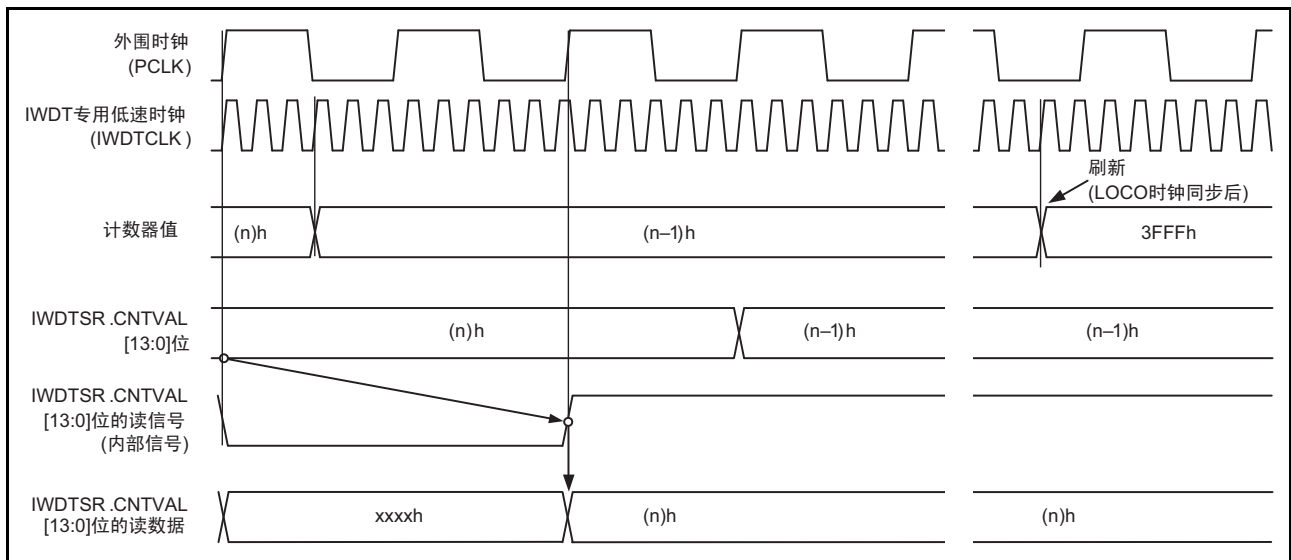 外围时钟
(PCLK)
IWDT专用低速时钟
(IWDTCLK)
刷新
(LOCO时钟同步后)
计数器值
(n)h
(n–1)h
3FFFh
IWDTSR.CNTVAL
[13:0]位
(n)h
(n–1)h
(n–1)h
IWDTSR.CNTVAL
[13:0]位的读信号
(内部信号)
IWDTSR.CNTVAL
[13:0]位的读数据
xxxxh
(n)h
(n)h